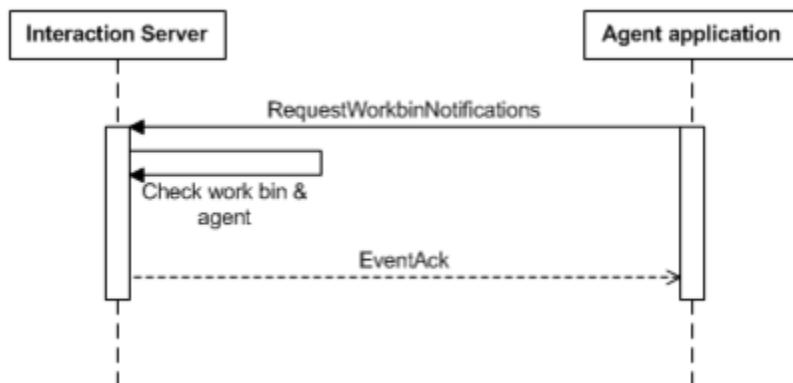 Interaction Server
Agent application
RequestWorkbinNotifications
Check work bin &
agent
EventAck